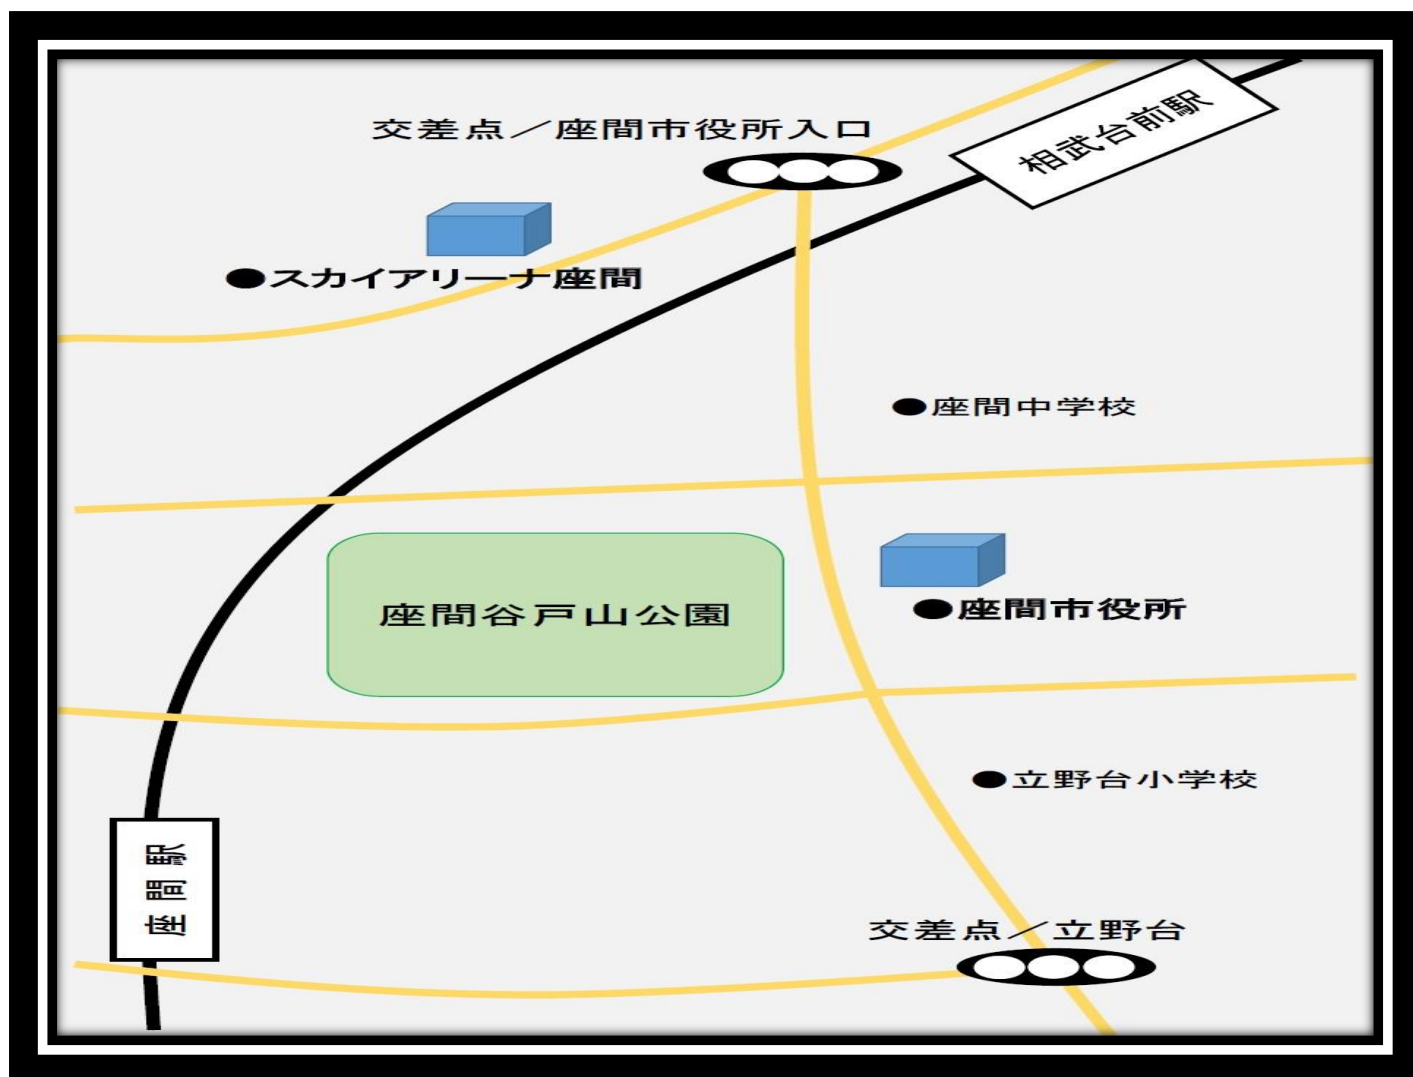 交差点／座間市役所入口
相武台前駅
●スカイアリーナ座間
●座間中学校
座間谷戸山公園
●座間市役所
●立野台小学校
座間駅
交差点／立野台